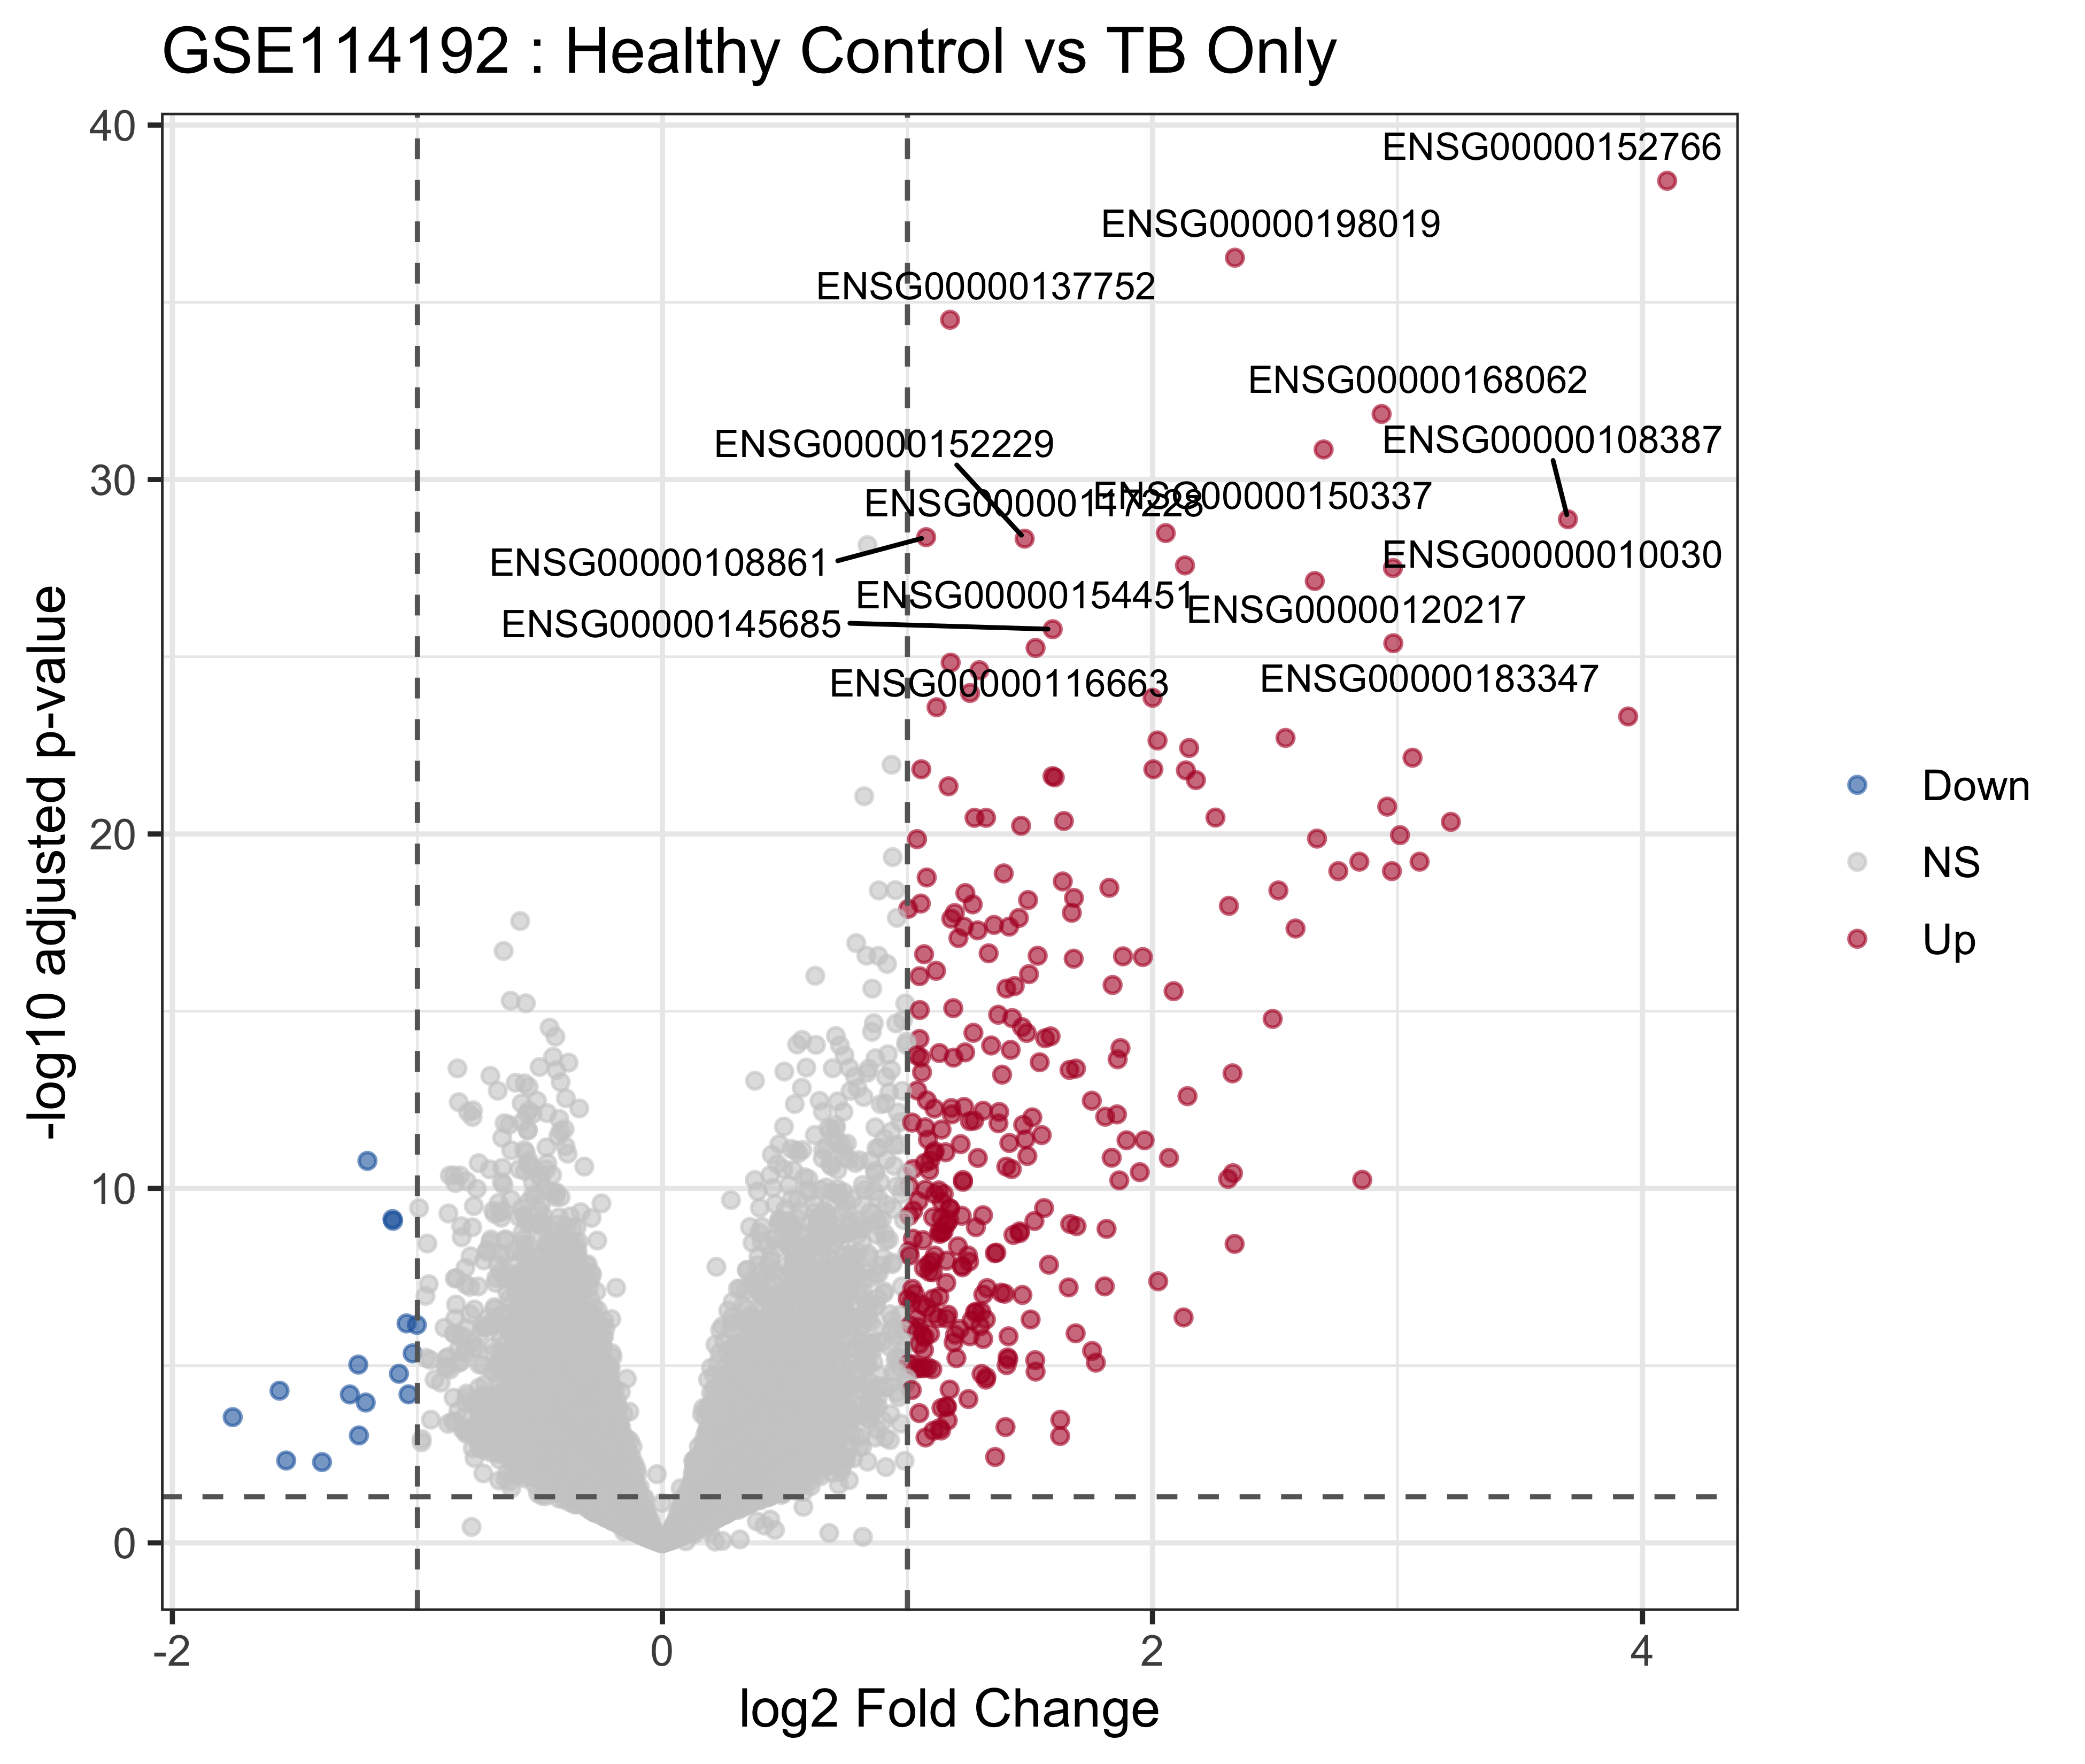 GSE114192 : Healthy Control vs TB Only
40
30
20
10
0
-log10 adjusted p-value
ENSG00000152766
ENSG00000198019
ENSG00000137752
ENSG00000168062
ENSG00000152229
ENSG00000108387
ENSG00000117228
ENSG00000150337
ENSG00000108861
ENSG00000010030
ENSG00000154451
ENSG00000145685
ENSG00000120217
ENSG00000116663
ENSG00000183347
-2
0
2
4
log2 Fold Change
Down
NS
Up